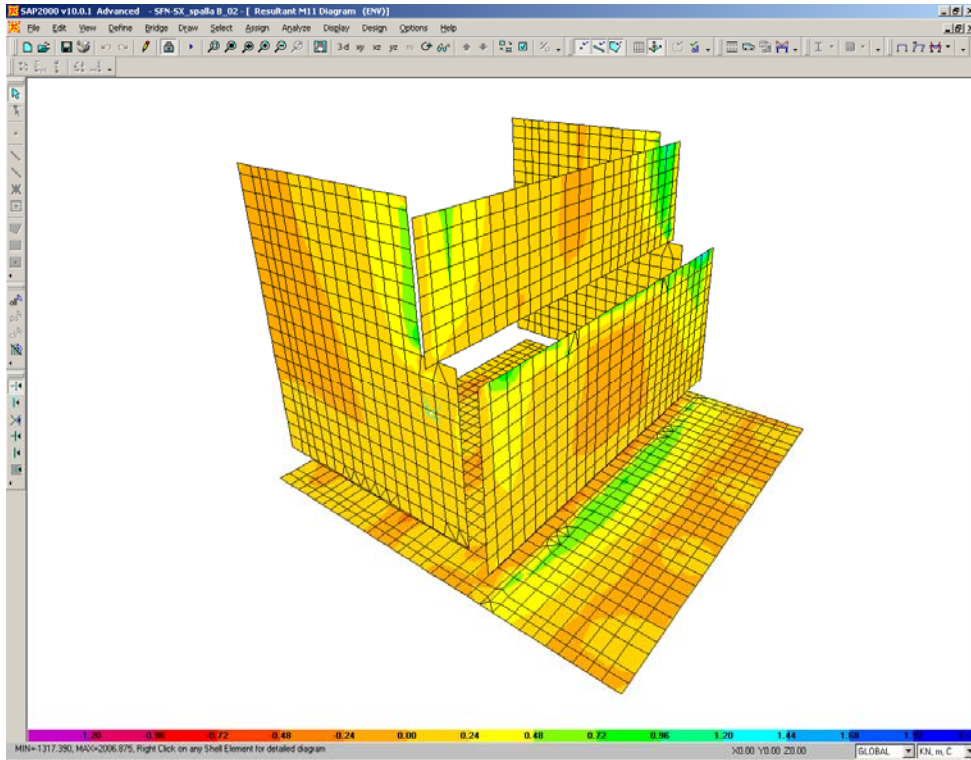 SAP2000 v10.0.1 Advanced - SFN-SX_spalla B_02 - [ Resultant M11 Diagram (ENV)]
File Edit View Define Bridge Draw Select Assign Analyze Display Design Options Help
3-d xy xz yz
-1.20 -0.96 -0.72 -0.48 -0.24 0.00 0.24 0.48 0.72 0.96 1.20 1.44 1.68 1.92
MIN=-1317.390, MAX=2006.875, Right Click on any Shell Element for detailed diagram X0.00 Y0.00 Z0.00 GLOBAL KN, m, C